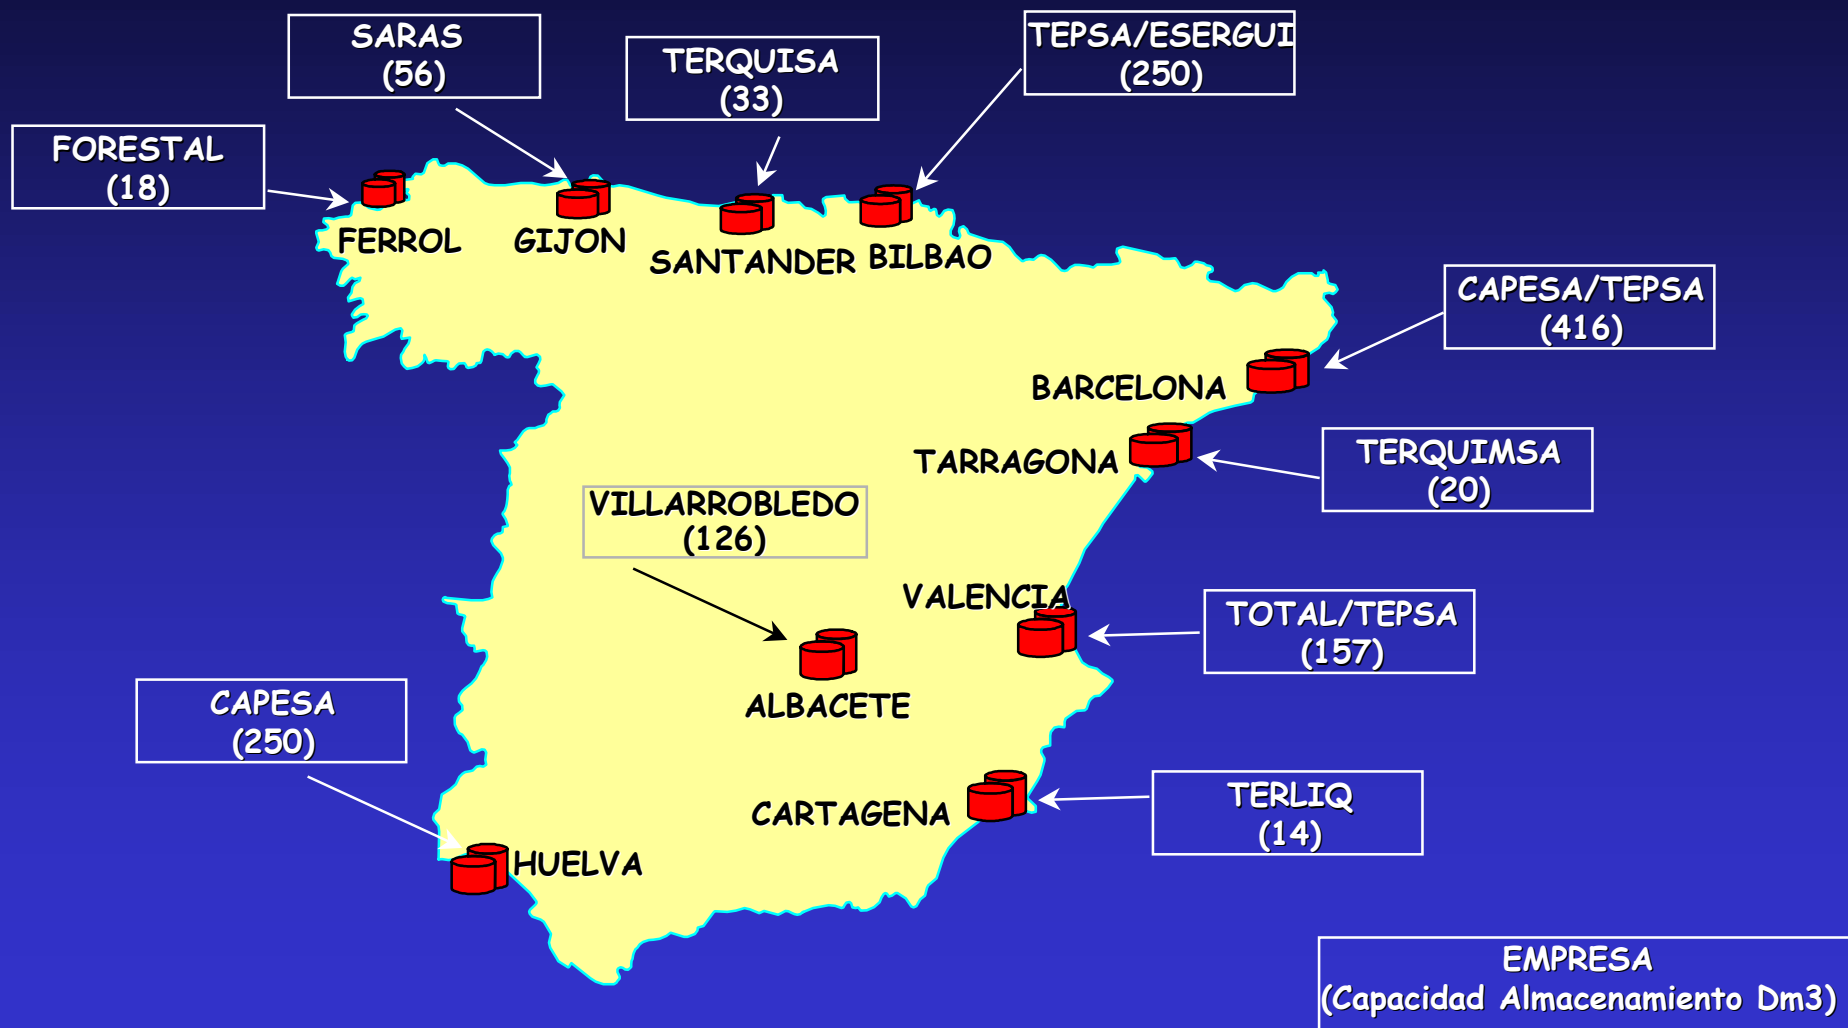 SARAS
(56)
TERQUISA
(33)
TEPSA/ESERGUI
(250)
FORESTAL
(18)
FERROL
GIJON
SANTANDER
BILBAO
CAPESA/TEPSA
(416)
BARCELONA
TARRAGONA
TERQUIMSA
(20)
VILLARROBLEDO
(126)
VALENCIA
TOTAL/TEPSA
(157)
ALBACETE
CAPESA
(250)
CARTAGENA
TERLIQ
(14)
HUELVA
EMPRESA
(Capacidad Almacenamiento Dm3)